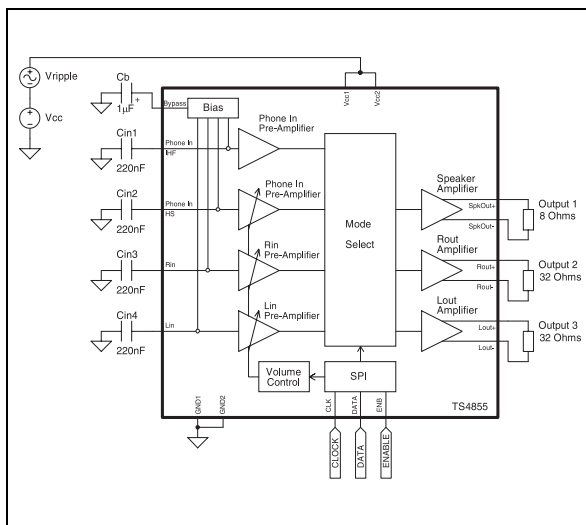 Vripple
Vcc
Cb
+
1µF
Bypass
Bias
Vcc1
Vcc2
Cin1
220nF
Phone In
IHF
Phone In
Pre-Amplifier
Cin2
220nF
Phone In
HS
Phone In
Pre-Amplifier
Mode
Select
Speaker
Amplifier
SpkOut+
SpkOut-
Output 1
8 Ohms
Cin3
220nF
Rin
Rin
Pre-Amplifier
Rout
Amplifier
Rout+
Rout-
Output 2
32 Ohms
Cin4
220nF
Lin
Lin
Pre-Amplifier
Lout
Amplifier
Lout+
Lout-
Output 3
32 Ohms
Volume
Control
SPI
GND1
GND2
CLK
DATA
ENB
TS4855
CLOCK
DATA
ENABLE